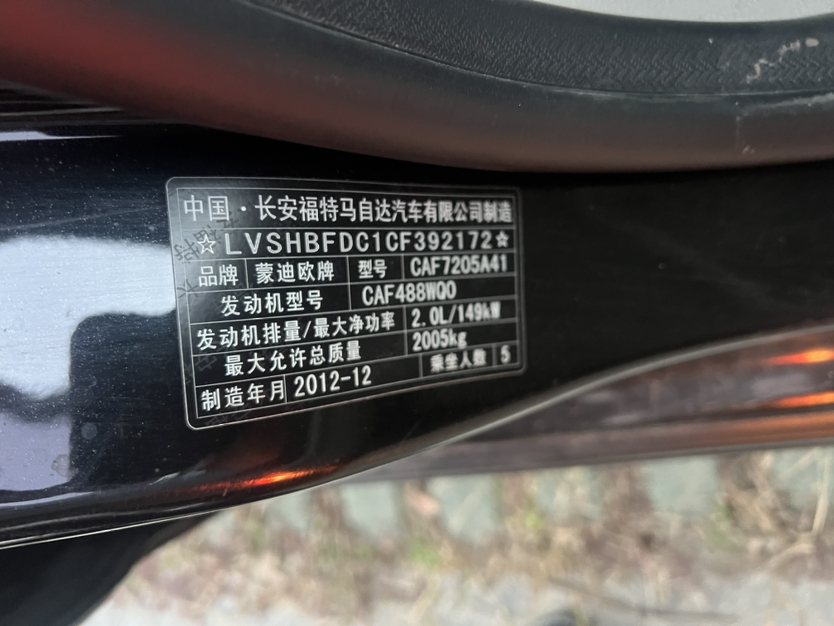 中国·长安福特马自达汽车有限公司制造
☆LVSHBFDC1CF392172☆
品牌 蒙迪欧牌 型号 CAF7205A41
发动机型号 CAF488WQ0
发动机排量/最大净功率 2.0L/149kW
最大允许总质量 2005kg
制造年月 2012-12 乘坐人数 5